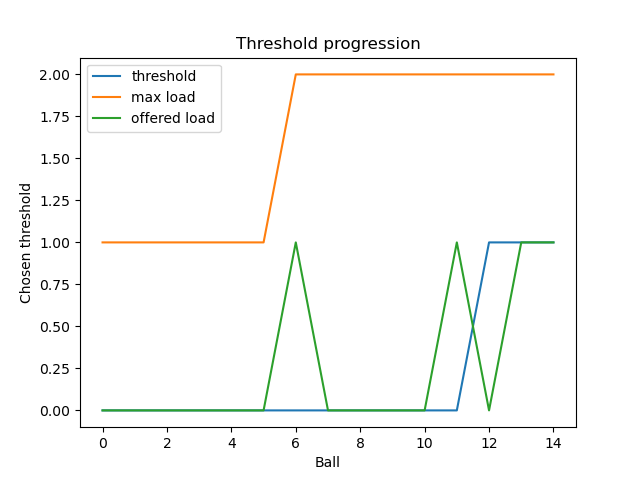 Threshold progression
threshold
max load
offered load
2.00
1.75
1.50
1.25
1.00
0.75
0.50
0.25
0.00
Chosen threshold
0 2 4 6 8 10 12 14
Ball